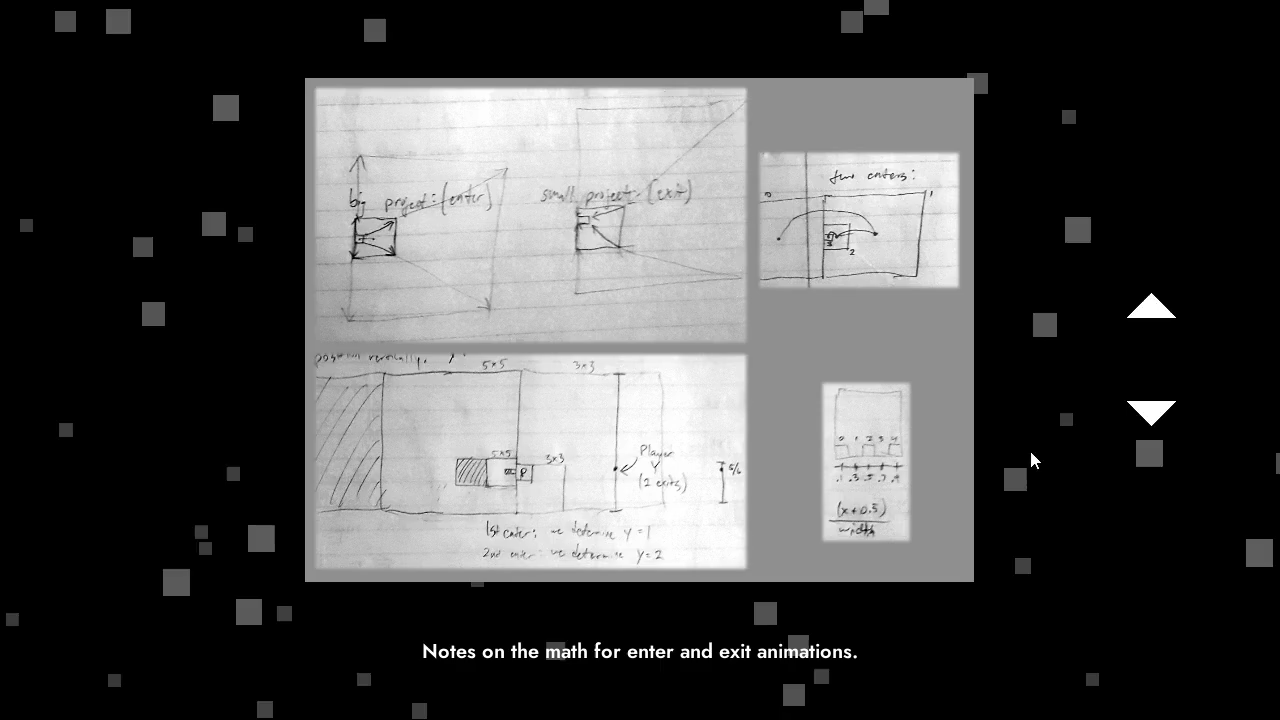 big project: (enter)
small project: (exit)
two enters:
0
1
2
position vertically.
5x5
3x3
5x5
3x3
P
Player
Y
(2 exits)
5/6
1st enter: we determine y=1
2nd enter: we determine y=2
0 1 2 3 4
.1 .3 .5 .7 .9
(x+0.5)
width
Notes on the math for enter and exit animations.